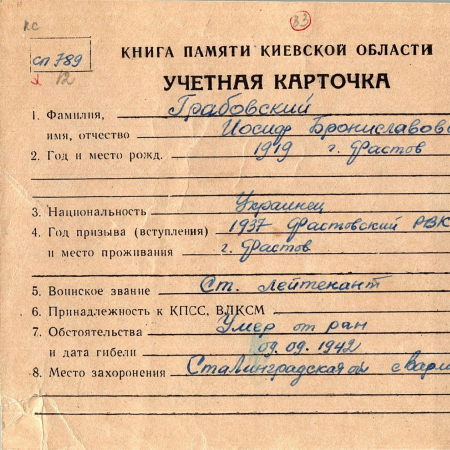 КС
33
сп 789
12
КНИГА ПАМЯТИ КИЕВСКОЙ ОБЛАСТИ
УЧЕТНАЯ КАРТОЧКА
1. Фамилия, Грабовский
имя, отчество Иосиф Брониславов
2. Год и место рожд. 1919 г. Фастов
3. Национальность Украинец
4. Год призыва (вступления) 1937 Фастовский РВК
и место проживания г. Фастов
5. Воинское звание Ст. лейтенант
6. Принадлежность к КПСС, ВЛКСМ
7. Обстоятельства Умер от ран
и дата гибели 09.09.1942
8. Место захоронения Сталинградская